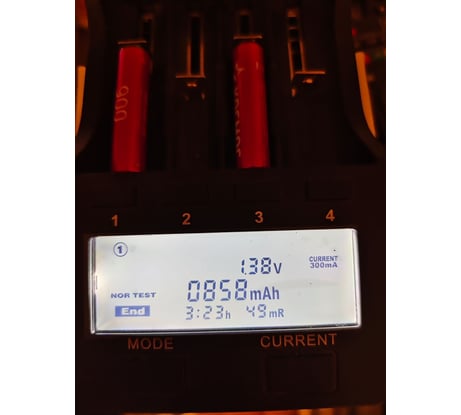 900
1 2 3 4
1
1.38v
CURRENT
300mA
NOR TEST
0858mAh
End
3:23h 49mR
MODE CURRENT